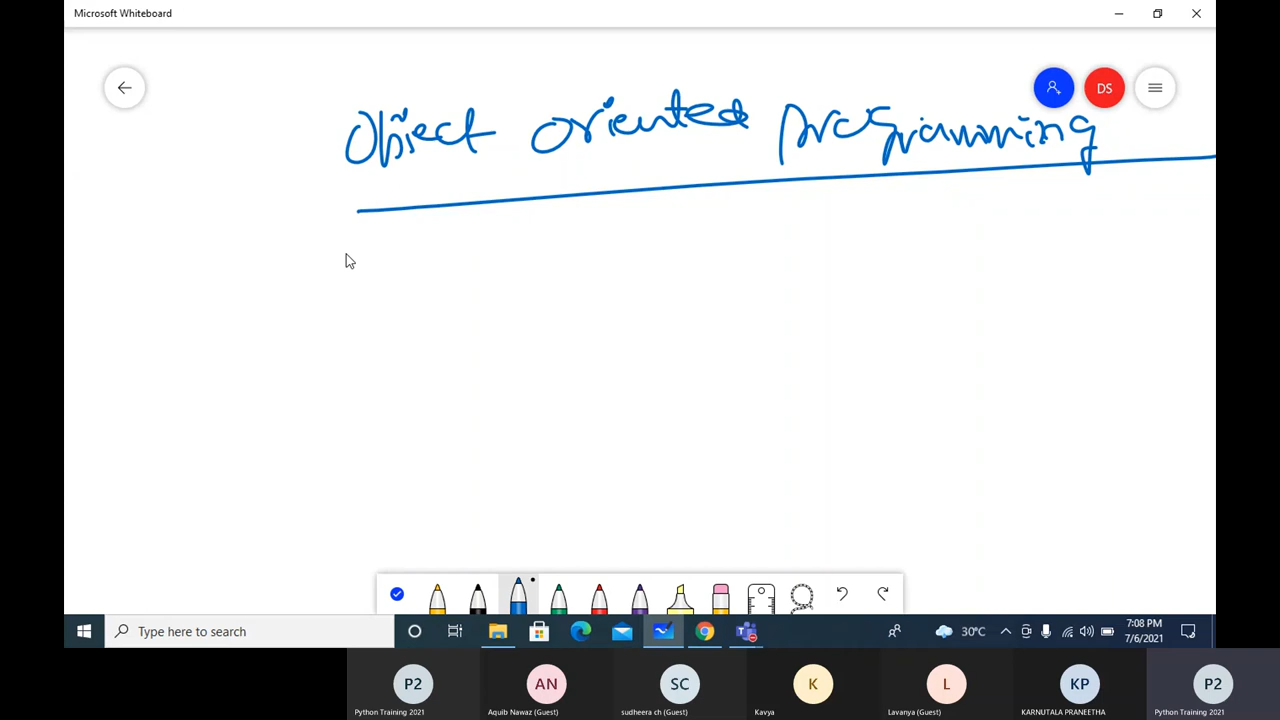 Microsoft Whiteboard
Object oriented programming
DS
Type here to search
30°C
7:08 PM
7/6/2021
P2
AN
SC
K
L
KP
P2
Python Training 2021
Aquib Nawaz (Guest)
sudheera ch (Guest)
Kavya
Lavanya (Guest)
KARNUTALA PRANEETHA
Python Training 2021